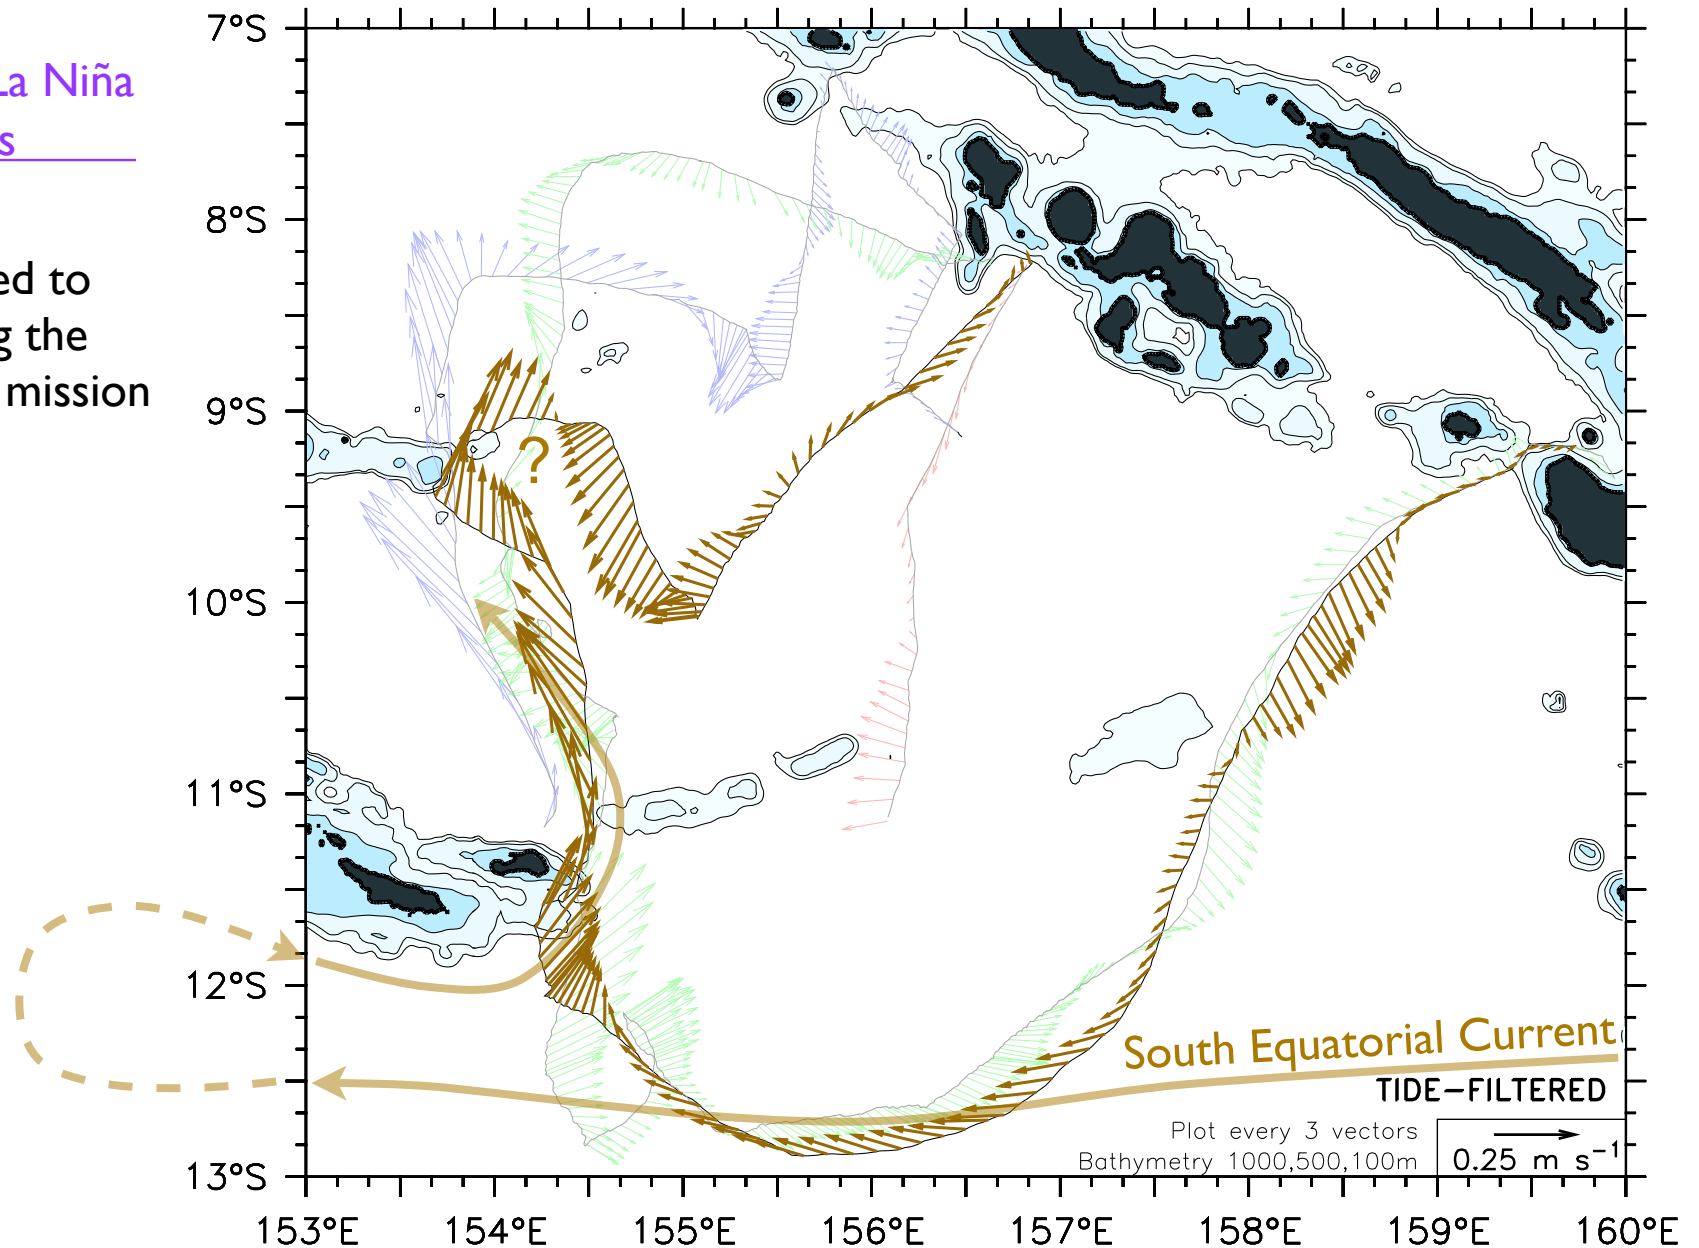 La Niña
s
ed to
g the
mission
7°S
8°S
9°S
10°S
11°S
12°S
13°S
?
South Equatorial Current
TIDE-FILTERED
Plot every 3 vectors
Bathymetry 1000,500,100m
0.25 m s⁻¹
153°E 154°E 155°E 156°E 157°E 158°E 159°E 160°E